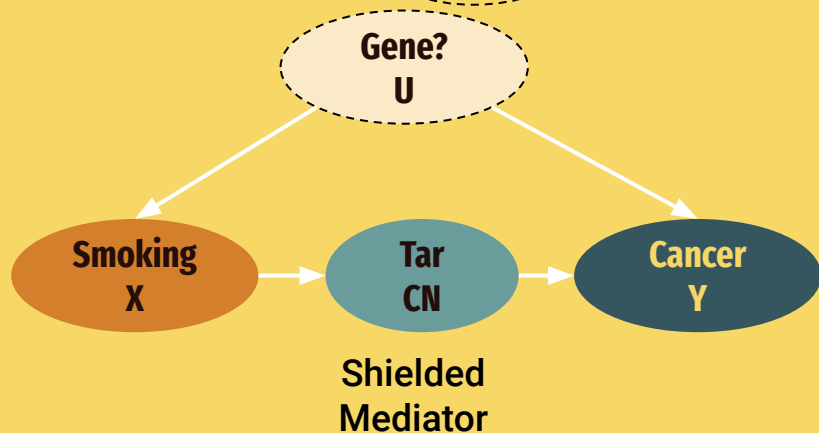 Gene?
U
Smoking
X
Tar
CN
Cancer
Y
Shielded
Mediator